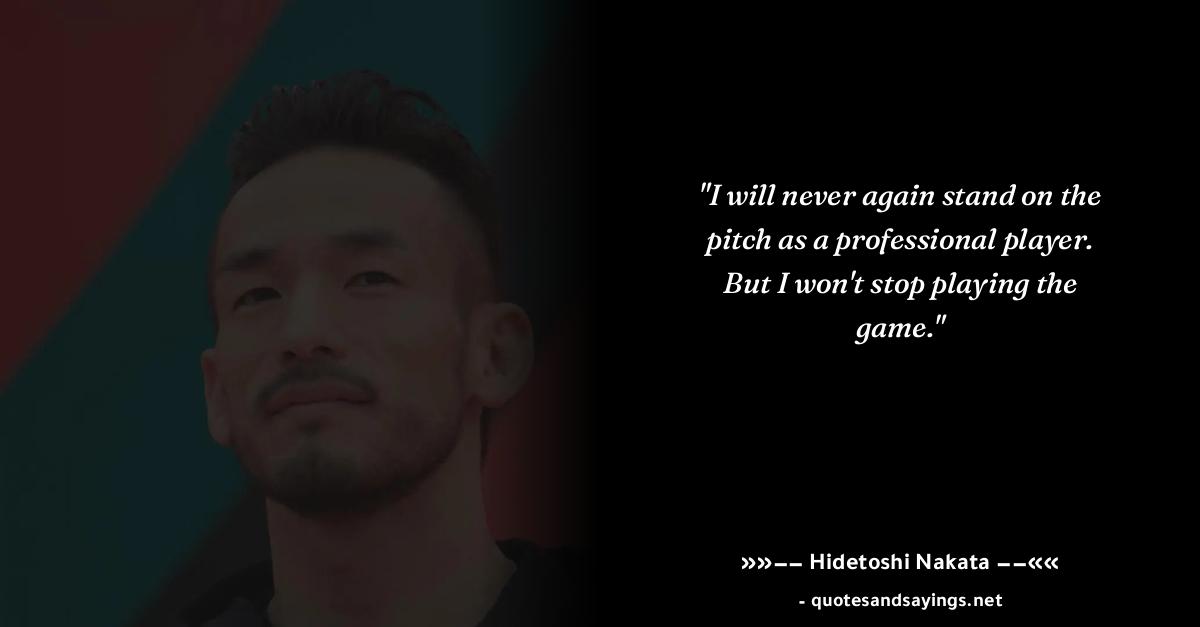 "I will never again stand on the
pitch as a professional player.
But I won't stop playing the
game."
»»–– Hidetoshi Nakata ––««
- quotesandsayings.net